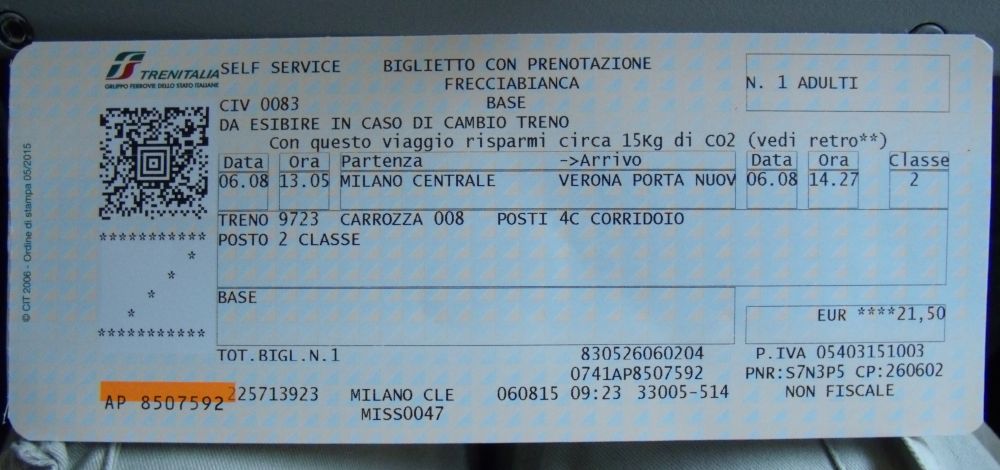 TRENITALIA
GRUPPO FERROVIE DELLO STATO ITALIANE
SELF SERVICE BIGLIETTO CON PRENOTAZIONE
FRECCIABIANCA
N. 1 ADULTI
CIV 0083 BASE
DA ESIBIRE IN CASO DI CAMBIO TRENO
Con questo viaggio risparmi circa 15Kg di CO2 (vedi retro**)
Data Ora Partenza ->Arrivo Data Ora Classe
06.08 13.05 MILANO CENTRALE VERONA PORTA NUOV 06.08 14.27 2
TRENO 9723 CARROZZA 008 POSTI 4C CORRIDOIO
POSTO 2 CLASSE
© CIT 2006 - Ordine di stampa 05/2015
***********
*
*
*
*
***********
BASE
EUR ****21,50
TOT.BIGL.N.1 830526060204 P.IVA 05403151003
0741AP8507592 PNR:S7N3P5 CP:260602
AP 8507592 225713923 MILANO CLE 060815 09:23 33005-514 NON FISCALE
MISS0047